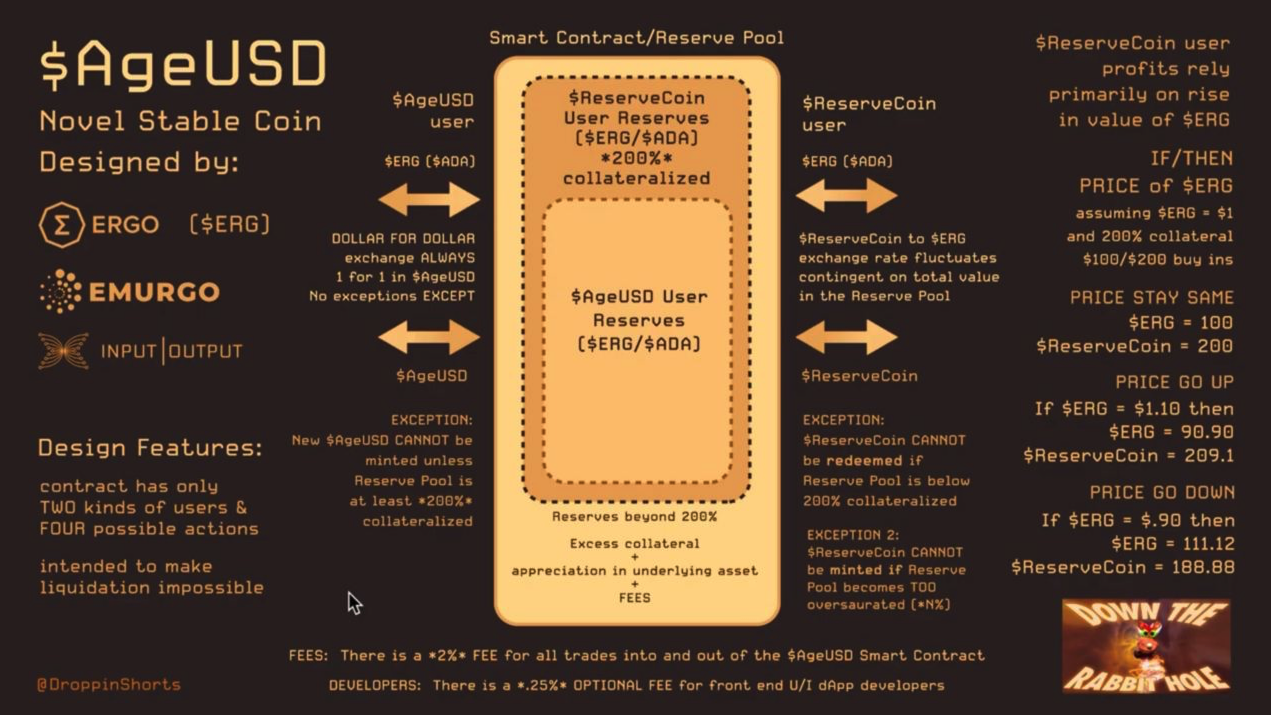 $AgeUSD
Novel Stable Coin
Designed by:
ERGO ($ERG)
EMURGO
INPUT|OUTPUT
Design Features:
contract has only
TWO kinds of users &
FOUR possible actions
intended to make
liquidation impossible
@DroppinShorts
$AgeUSD
user
$ERG ($ADA)
DOLLAR FOR DOLLAR
exchange ALWAYS
1 for 1 in $AgeUSD
No exceptions EXCEPT
$AgeUSD
EXCEPTION:
New $AgeUSD CANNOT be
minted unless
Reserve Pool is
at least *200%*
collateralized
Smart Contract/Reserve Pool
$ReserveCoin
User Reserves
($ERG/$ADA)
*200%*
collateralized
$AgeUSD User
Reserves
($ERG/$ADA)
Reserves beyond 200%
Excess collateral
+
appreciation in underlying asset
+
FEES
$ReserveCoin
user
$ERG ($ADA)
$ReserveCoin to $ERG
exchange rate fluctuates
contingent on total value
in the Reserve Pool
$ReserveCoin
EXCEPTION:
$ReserveCoin CANNOT
be redeemed if
Reserve Pool is below
200% collateralized
EXCEPTION 2:
$ReserveCoin CANNOT
be minted if Reserve
Pool becomes TOO
oversaurated (*N%)
$ReserveCoin user
profits rely
primarily on rise
in value of $ERG
IF/THEN
PRICE of $ERG
assuming $ERG = $1
and 200% collateral
$100/$200 buy ins
PRICE STAY SAME
$ERG = 100
$ReserveCoin = 200
PRICE GO UP
If $ERG = $1.10 then
$ERG = 90.90
$ReserveCoin = 209.1
PRICE GO DOWN
If $ERG = $.90 then
$ERG = 111.12
$ReserveCoin = 188.88
DOWN THE
RABBIT HOLE
FEES: There is a *2%* FEE for all trades into and out of the $AgeUSD Smart Contract
DEVELOPERS: There is a *.25%* OPTIONAL FEE for front end U/I dApp developers